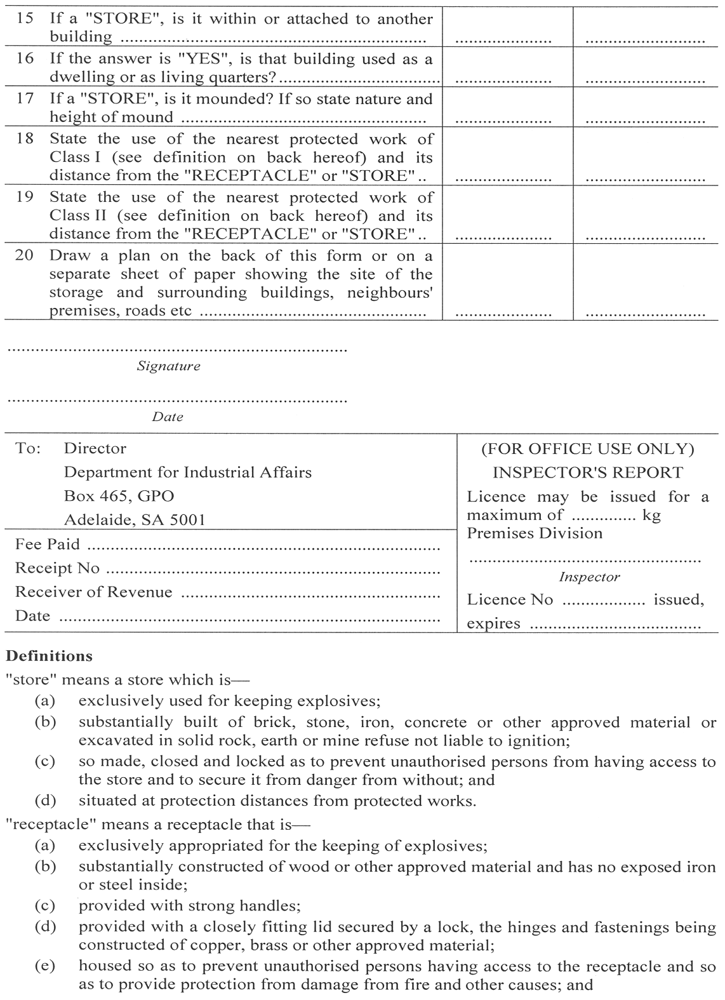 15 If a "STORE", is it within or attached to another
building ................................................................ .................... .........................
16 If the answer is "YES", is that building used as a
dwelling or as living quarters?.................................. .................... .........................
17 If a "STORE", is it mounded? If so state nature and
height of mound .................................................... .................... .........................
18 State the use of the nearest protected work of
Class I (see definition on back hereof) and its
distance from the "RECEPTACLE" or "STORE" .. .................... .........................
19 State the use of the nearest protected work of
Class II (see definition on back hereof) and its
distance from the "RECEPTACLE" or "STORE" .. .................... .........................
20 Draw a plan on the back of this form or on a
separate sheet of paper showing the site of the
storage and surrounding buildings, neighbours'
premises, roads etc ................................................ .................... .........................
........................................................................
Signature
........................................................................
Date
To: Director
Department for Industrial Affairs
Box 465, GPO
Adelaide, SA 5001
Fee Paid ..........................................................................
Receipt No ......................................................................
Receiver of Revenue ......................................................
Date ................................................................................
(FOR OFFICE USE ONLY)
INSPECTOR'S REPORT
Licence may be issued for a
maximum of .............. kg
Premises Division
.................................................
Inspector
Licence No .................. issued,
expires ....................................
Definitions
"store" means a store which is—
(a) exclusively used for keeping explosives;
(b) substantially built of brick, stone, iron, concrete or other approved material or
excavated in solid rock, earth or mine refuse not liable to ignition;
(c) so made, closed and locked as to prevent unauthorised persons from having access to
the store and to secure it from danger from without; and
(d) situated at protection distances from protected works.
"receptacle" means a receptacle that is—
(a) exclusively appropriated for the keeping of explosives;
(b) substantially constructed of wood or other approved material and has no exposed iron
or steel inside;
(c) provided with strong handles;
(d) provided with a closely fitting lid secured by a lock, the hinges and fastenings being
constructed of copper, brass or other approved material;
(e) housed so as to prevent unauthorised persons having access to the receptacle and so
as to provide protection from damage from fire and other causes; and